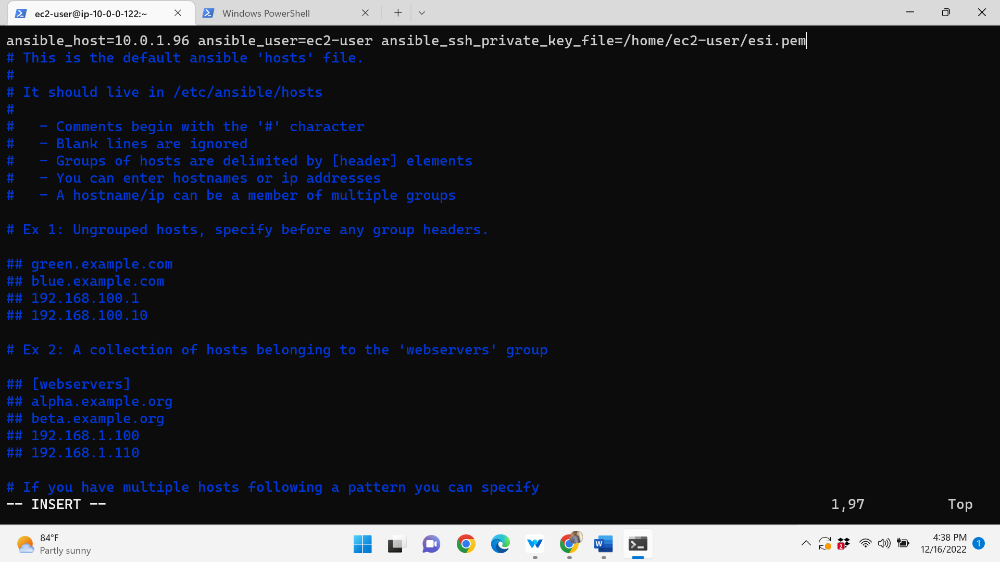 ec2-user@ip-10-0-0-122:~
Windows PowerShell
ansible_host=10.0.1.96 ansible_user=ec2-user ansible_ssh_private_key_file=/home/ec2-user/esi.pem
# This is the default ansible 'hosts' file.
#
# It should live in /etc/ansible/hosts
#
#   - Comments begin with the '#' character
#   - Blank lines are ignored
#   - Groups of hosts are delimited by [header] elements
#   - You can enter hostnames or ip addresses
#   - A hostname/ip can be a member of multiple groups
# Ex 1: Ungrouped hosts, specify before any group headers.
## green.example.com
## blue.example.com
## 192.168.100.1
## 192.168.100.10
# Ex 2: A collection of hosts belonging to the 'webservers' group
## [webservers]
## alpha.example.org
## beta.example.org
## 192.168.1.100
## 192.168.1.110
# If you have multiple hosts following a pattern you can specify
-- INSERT -- 1,97 Top
84°F
Partly sunny
W
2
4:38 PM
12/16/2022
1